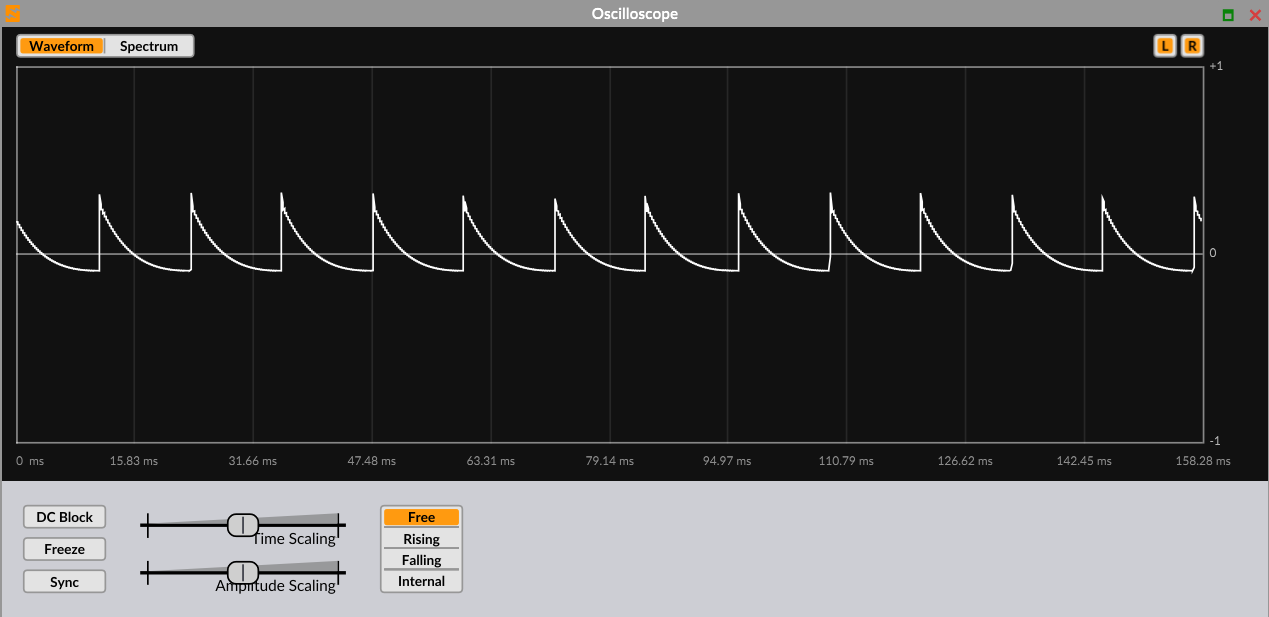 Oscilloscope
Waveform Spectrum
L R
+1
0
-1
0 ms 15.83 ms 31.66 ms 47.48 ms 63.31 ms 79.14 ms 94.97 ms 110.79 ms 126.62 ms 142.45 ms 158.28 ms
DC Block
Freeze
Sync
Time Scaling
Amplitude Scaling
Free
Rising
Falling
Internal